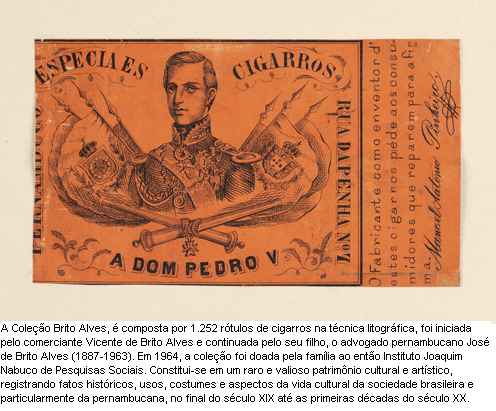 ESPECIAES CIGARROS
PERNAMBUCO
RUA DA PENHA Nº 7
A DOM PEDRO V
O Fabricante como enventor d'
estes cigarros péde aos consu-
midores que reparem para a fir
ma. Manoel Antonio Pinheiro
A Coleção Brito Alves, é composta por 1.252 rótulos de cigarros na técnica litográfica, foi iniciada
pelo comerciante Vicente de Brito Alves e continuada pelo seu filho, o advogado pernambucano José
de Brito Alves (1887-1963). Em 1964, a coleção foi doada pela família ao então Instituto Joaquim
Nabuco de Pesquisas Sociais. Constitui-se em um raro e valioso patrimônio cultural e artístico,
registrando fatos históricos, usos, costumes e aspectos da vida cultural da sociedade brasileira e
particularmente da pernambucana, no final do século XIX até as primeiras décadas do século XX.